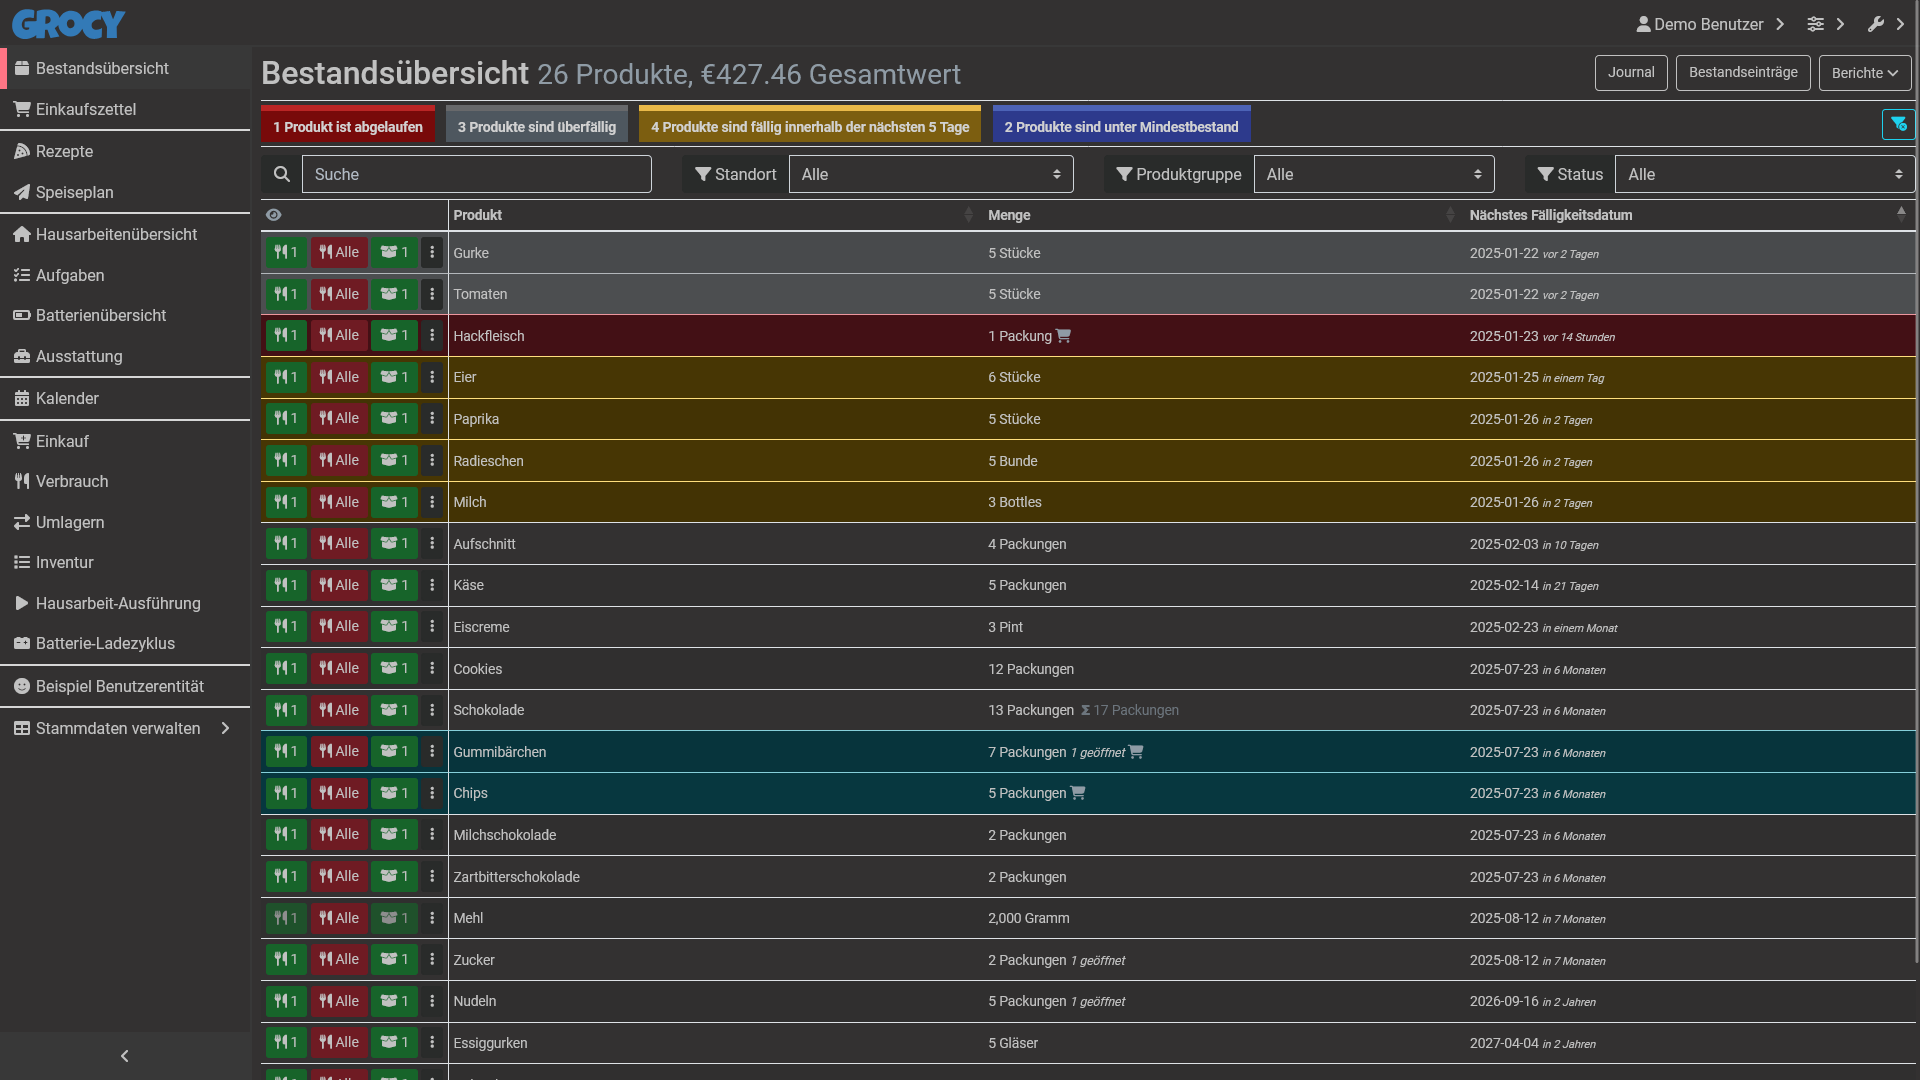 GROCY
Demo Benutzer
Bestandsübersicht
Einkaufszettel
Rezepte
Speiseplan
Hausarbeitenübersicht
Aufgaben
Batterienübersicht
Ausstattung
Kalender
Einkauf
Verbrauch
Umlagern
Inventur
Hausarbeit-Ausführung
Batterie-Ladezyklus
Beispiel Benutzerentität
Stammdaten verwalten
Bestandsübersicht 26 Produkte, €427.46 Gesamtwert
Journal Bestandseinträge Berichte
1 Produkt ist abgelaufen 3 Produkte sind überfällig 4 Produkte sind fällig innerhalb der nächsten 5 Tage 2 Produkte sind unter Mindestbestand
Suche Standort Alle Produktgruppe Alle Status Alle
Produkt Menge Nächstes Fälligkeitsdatum
1 Alle 1 Gurke 5 Stücke 2025-01-22 vor 2 Tagen
1 Alle 1 Tomaten 5 Stücke 2025-01-22 vor 2 Tagen
1 Alle 1 Hackfleisch 1 Packung 2025-01-23 vor 14 Stunden
1 Alle 1 Eier 6 Stücke 2025-01-25 in einem Tag
1 Alle 1 Paprika 5 Stücke 2025-01-26 in 2 Tagen
1 Alle 1 Radieschen 5 Bunde 2025-01-26 in 2 Tagen
1 Alle 1 Milch 3 Bottles 2025-01-26 in 2 Tagen
1 Alle 1 Aufschnitt 4 Packungen 2025-02-03 in 10 Tagen
1 Alle 1 Käse 5 Packungen 2025-02-14 in 21 Tagen
1 Alle 1 Eiscreme 3 Pint 2025-02-23 in einem Monat
1 Alle 1 Cookies 12 Packungen 2025-07-23 in 6 Monaten
1 Alle 1 Schokolade 13 Packungen Σ 17 Packungen 2025-07-23 in 6 Monaten
1 Alle 1 Gummibärchen 7 Packungen 1 geöffnet 2025-07-23 in 6 Monaten
1 Alle 1 Chips 5 Packungen 2025-07-23 in 6 Monaten
1 Alle 1 Milchschokolade 2 Packungen 2025-07-23 in 6 Monaten
1 Alle 1 Zartbitterschokolade 2 Packungen 2025-07-23 in 6 Monaten
1 Alle 1 Mehl 2,000 Gramm 2025-08-12 in 7 Monaten
1 Alle 1 Zucker 2 Packungen 1 geöffnet 2025-08-12 in 7 Monaten
1 Alle 1 Nudeln 5 Packungen 1 geöffnet 2026-09-16 in 2 Jahren
1 Alle 1 Essiggurken 5 Gläser 2027-04-04 in 2 Jahren